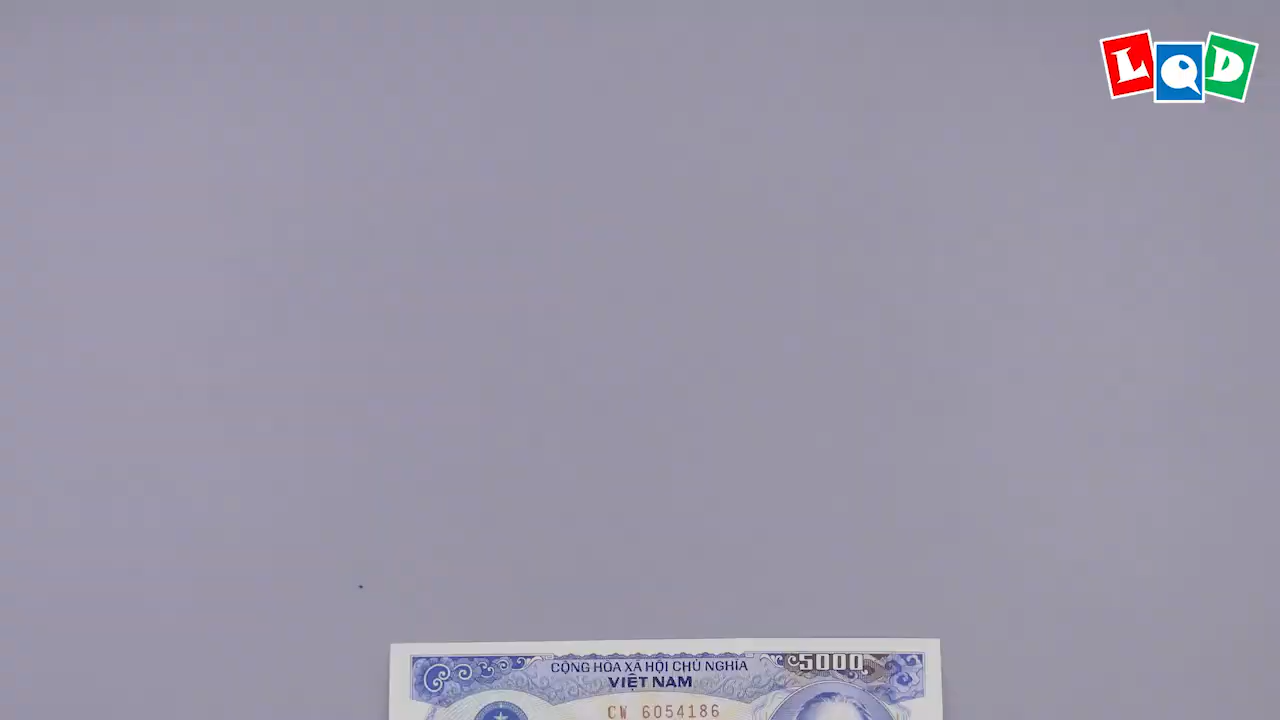 LQD
CỘNG HÒA XÃ HỘI CHỦ NGHĨA
5000
VIỆT NAM
CW 6054186